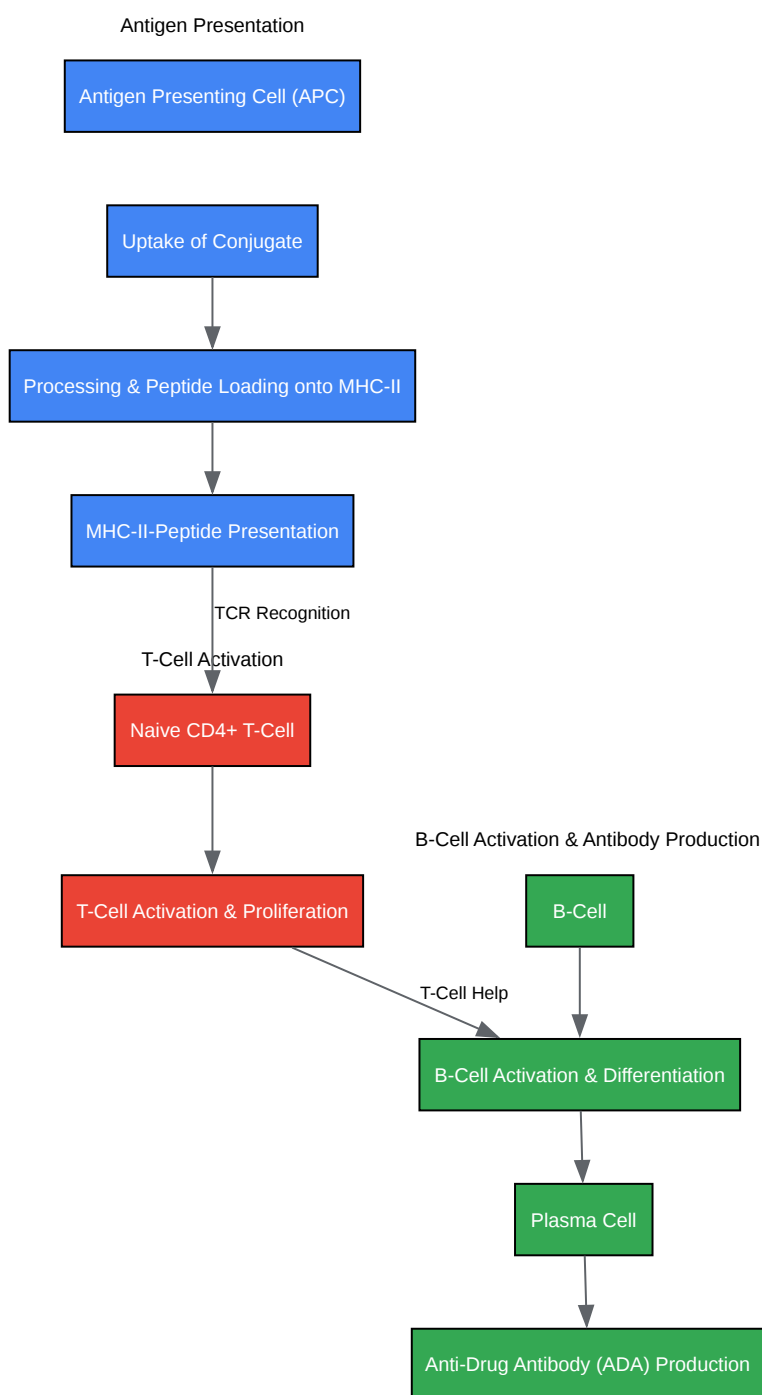 Antigen Presentation
Antigen Presenting Cell (APC)
Uptake of Conjugate
Processing & Peptide Loading onto MHC-II
MHC-II-Peptide Presentation
TCR Recognition
T-Cell Activation
Naive CD4+ T-Cell
B-Cell Activation & Antibody Production
T-Cell Activation & Proliferation
B-Cell
T-Cell Help
B-Cell Activation & Differentiation
Plasma Cell
Anti-Drug Antibody (ADA) Production